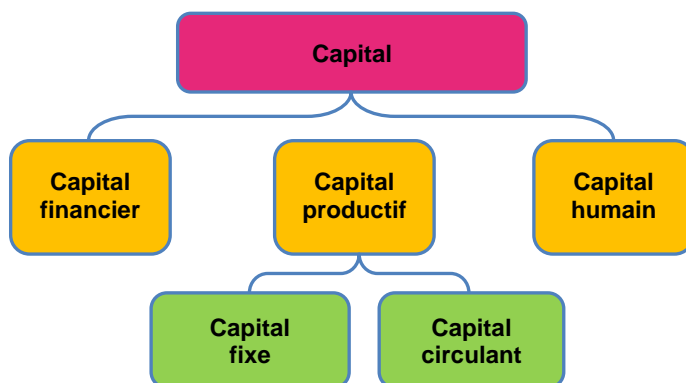 Capital
Capital
financier
Capital
productif
Capital
humain
Capital
fixe
Capital
circulant